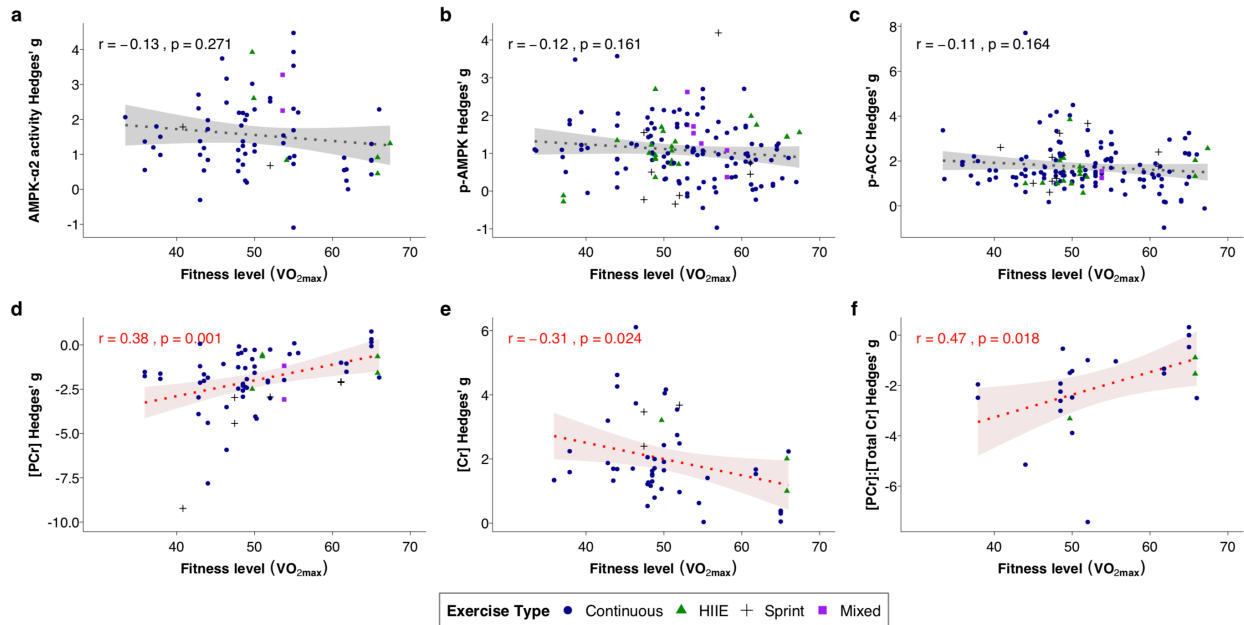 a
r = −0.13 , p = 0.271
AMPK-α2 activity Hedges' g
4
3
2
1
0
-1
40
50
60
70
Fitness level (VO2max)
b
r = −0.12 , p = 0.161
p-AMPK Hedges' g
4
3
2
1
0
-1
40
50
60
70
Fitness level (VO2max)
c
r = −0.11 , p = 0.164
p-ACC Hedges' g
8
6
4
2
0
40
50
60
70
Fitness level (VO2max)
d
r = 0.38 , p = 0.001
[PCr] Hedges' g
0.0
-2.5
-5.0
-7.5
-10.0
40
50
60
70
Fitness level (VO2max)
e
r = −0.31 , p = 0.024
[Cr] Hedges' g
6
4
2
0
40
50
60
70
Fitness level (VO2max)
f
r = 0.47 , p = 0.018
[PCr]:[Total Cr] Hedges' g
0
-2
-4
-6
40
50
60
70
Fitness level (VO2max)
Exercise Type Continuous HIIE Sprint Mixed